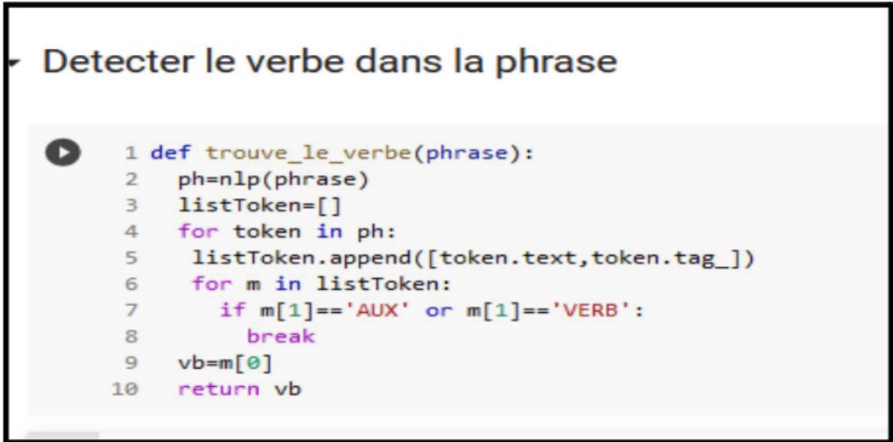 Detecter le verbe dans la phrase
1 def trouve_le_verbe(phrase):
2   ph=nlp(phrase)
3   listToken=[]
4   for token in ph:
5    listToken.append([token.text,token.tag_])
6    for m in listToken:
7      if m[1]=='AUX' or m[1]=='VERB':
8        break
9   vb=m[0]
10   return vb